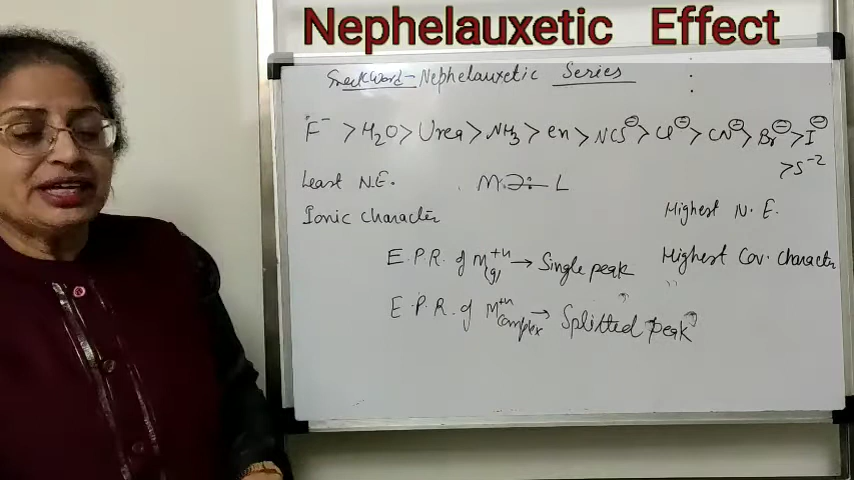 Nephelauxetic Effect
Nephelauxetic Series
F⁻ > H₂O > Urea > NH₃ > en > NCS⊖ > Cl⊖ > CN⊖ > Br⊖ > I⊖
> S⁻²
Least N.E.
M L
Ionic character
Highest N. E.
E.P.R. of M⁺ⁿ(g) → Single peak
Highest Cov. character
E.P.R. of M⁺ⁿcomplex → Splitted peak